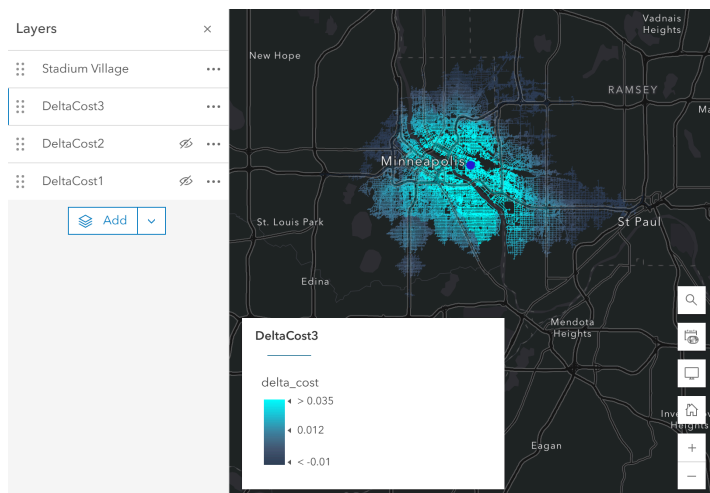 Layers
Stadium Village
DeltaCost3
DeltaCost2
DeltaCost1
Add
Vadnais
Heights
New Hope
RAMSEY
Minneapolis
St. Louis Park
St Paul
Edina
Mendota
Heights
Eagan
DeltaCost3
delta_cost
> 0.035
0.012
< -0.01
Heights